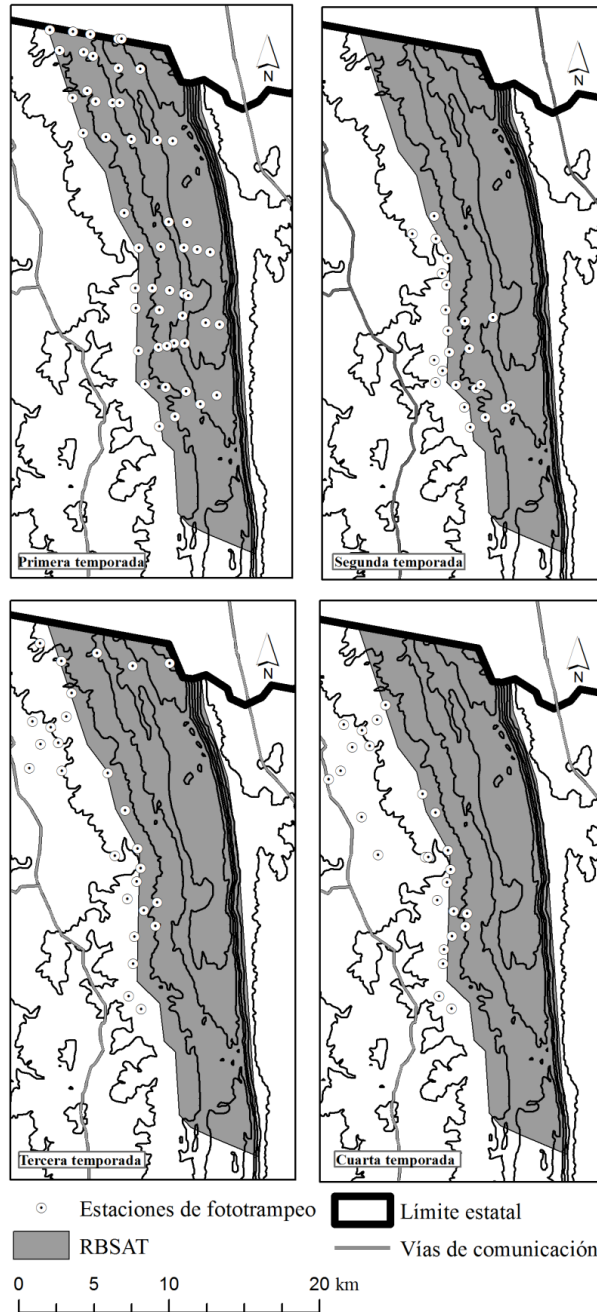 N
N
Primera temporada
Segunda temporada
N
N
Tercera temporada
Cuarta temporada
Estaciones de fototrampeo
Límite estatal
RBSAT
Vías de comunicación
0 5 10 20 km